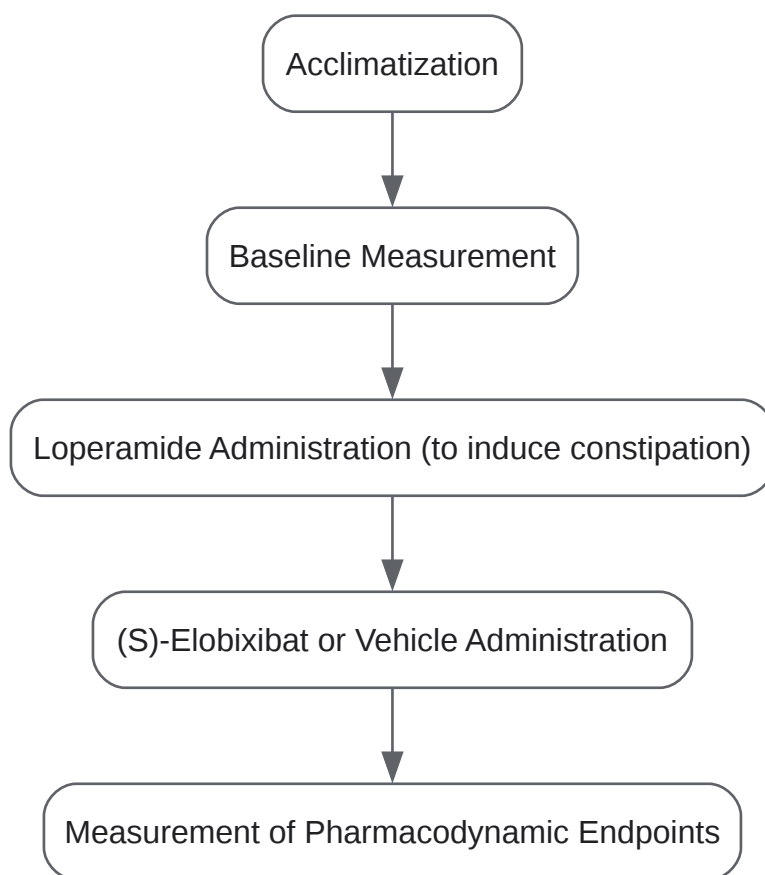 Acclimatization
Baseline Measurement
Loperamide Administration (to induce constipation)
(S)-Elobixibat or Vehicle Administration
Measurement of Pharmacodynamic Endpoints